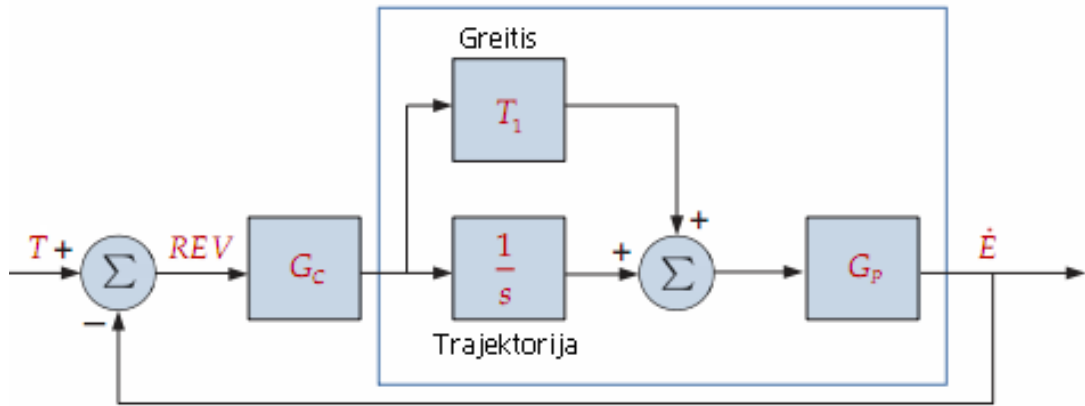 Greitis
T₁
T + Σ − REV G_C
1/s
+ + Σ
G_P
Ė
Trajektorija